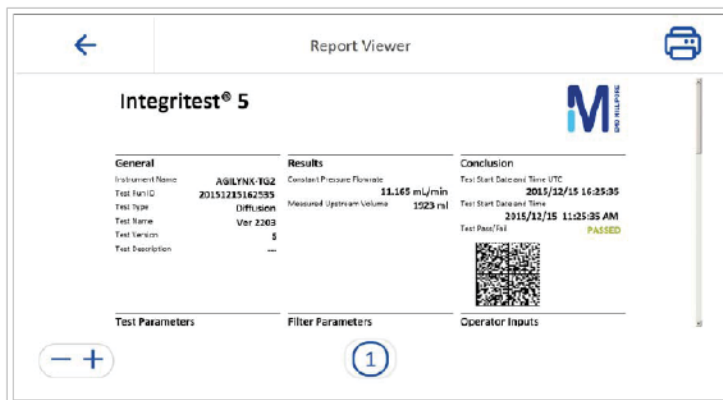 Report Viewer
Integritest® 5
M
EMD MILLIPORE
General
Instrument Name AGILYNX-TG2
Test Run ID 20151215162535
Test Type Diffusion
Test Name Ver 2203
Test Version 5
Test Description ---
Results
Constant Pressure Flowrate
11.165 mL/min
Measured Upstream Volume 1923 ml
Conclusion
Test Start Date and Time UTC
2015/12/15 16:25:35
Test Start Date and Time
2015/12/15 11:25:35 AM
Test Pass/Fail PASSED
Test Parameters
Filter Parameters
Operator Inputs
1